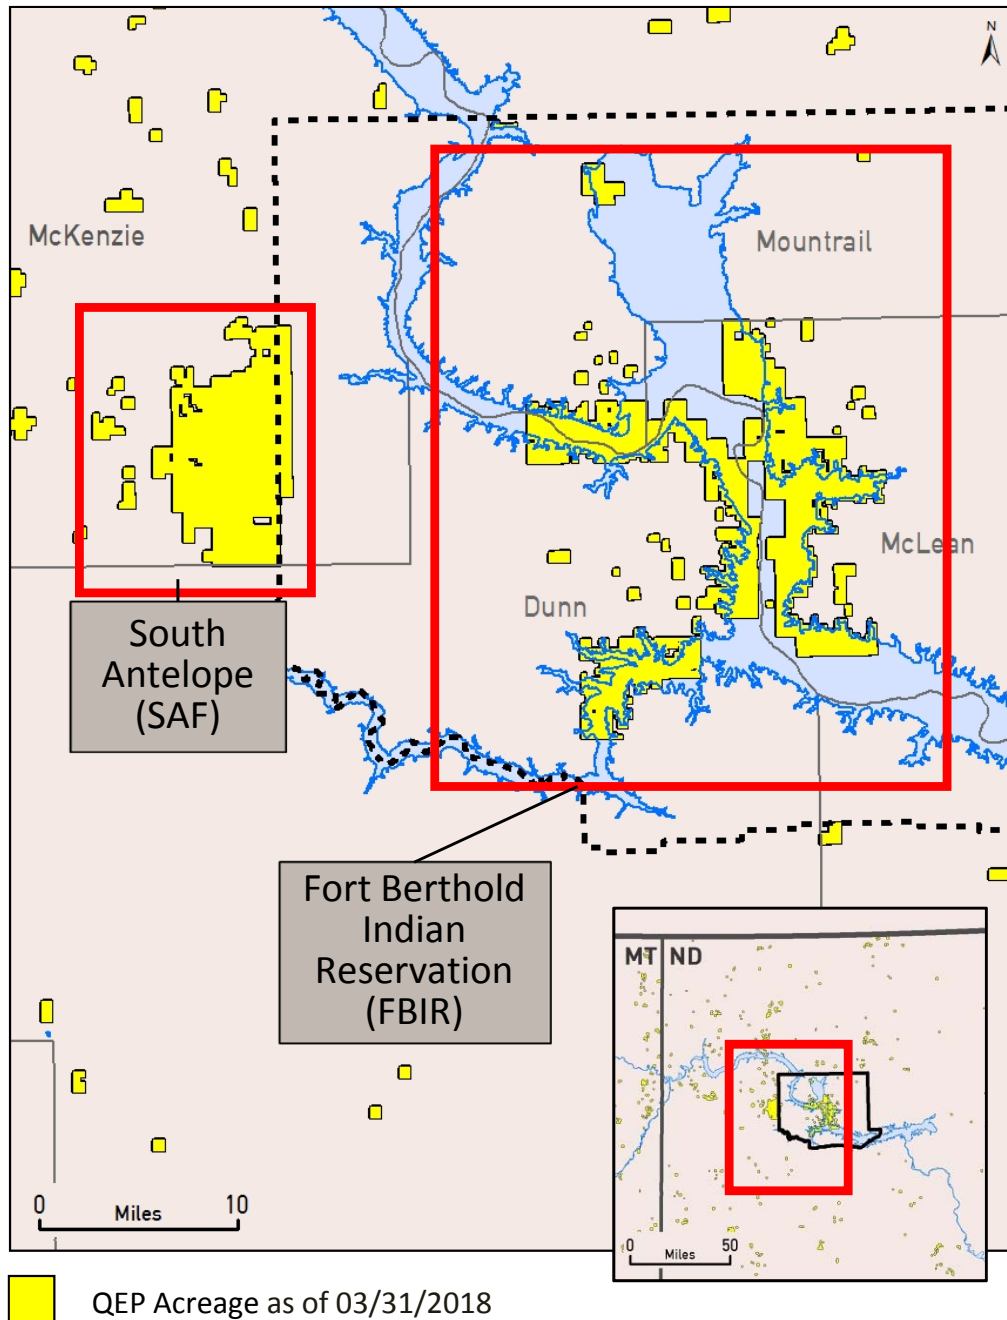 N
McKenzie
Mountrail
McLean
Dunn
South
Antelope
(SAF)
Fort Berthold
Indian
Reservation
(FBIR)
MT
ND
0
50
Miles
0
10
Miles
QEP Acreage as of 03/31/2018